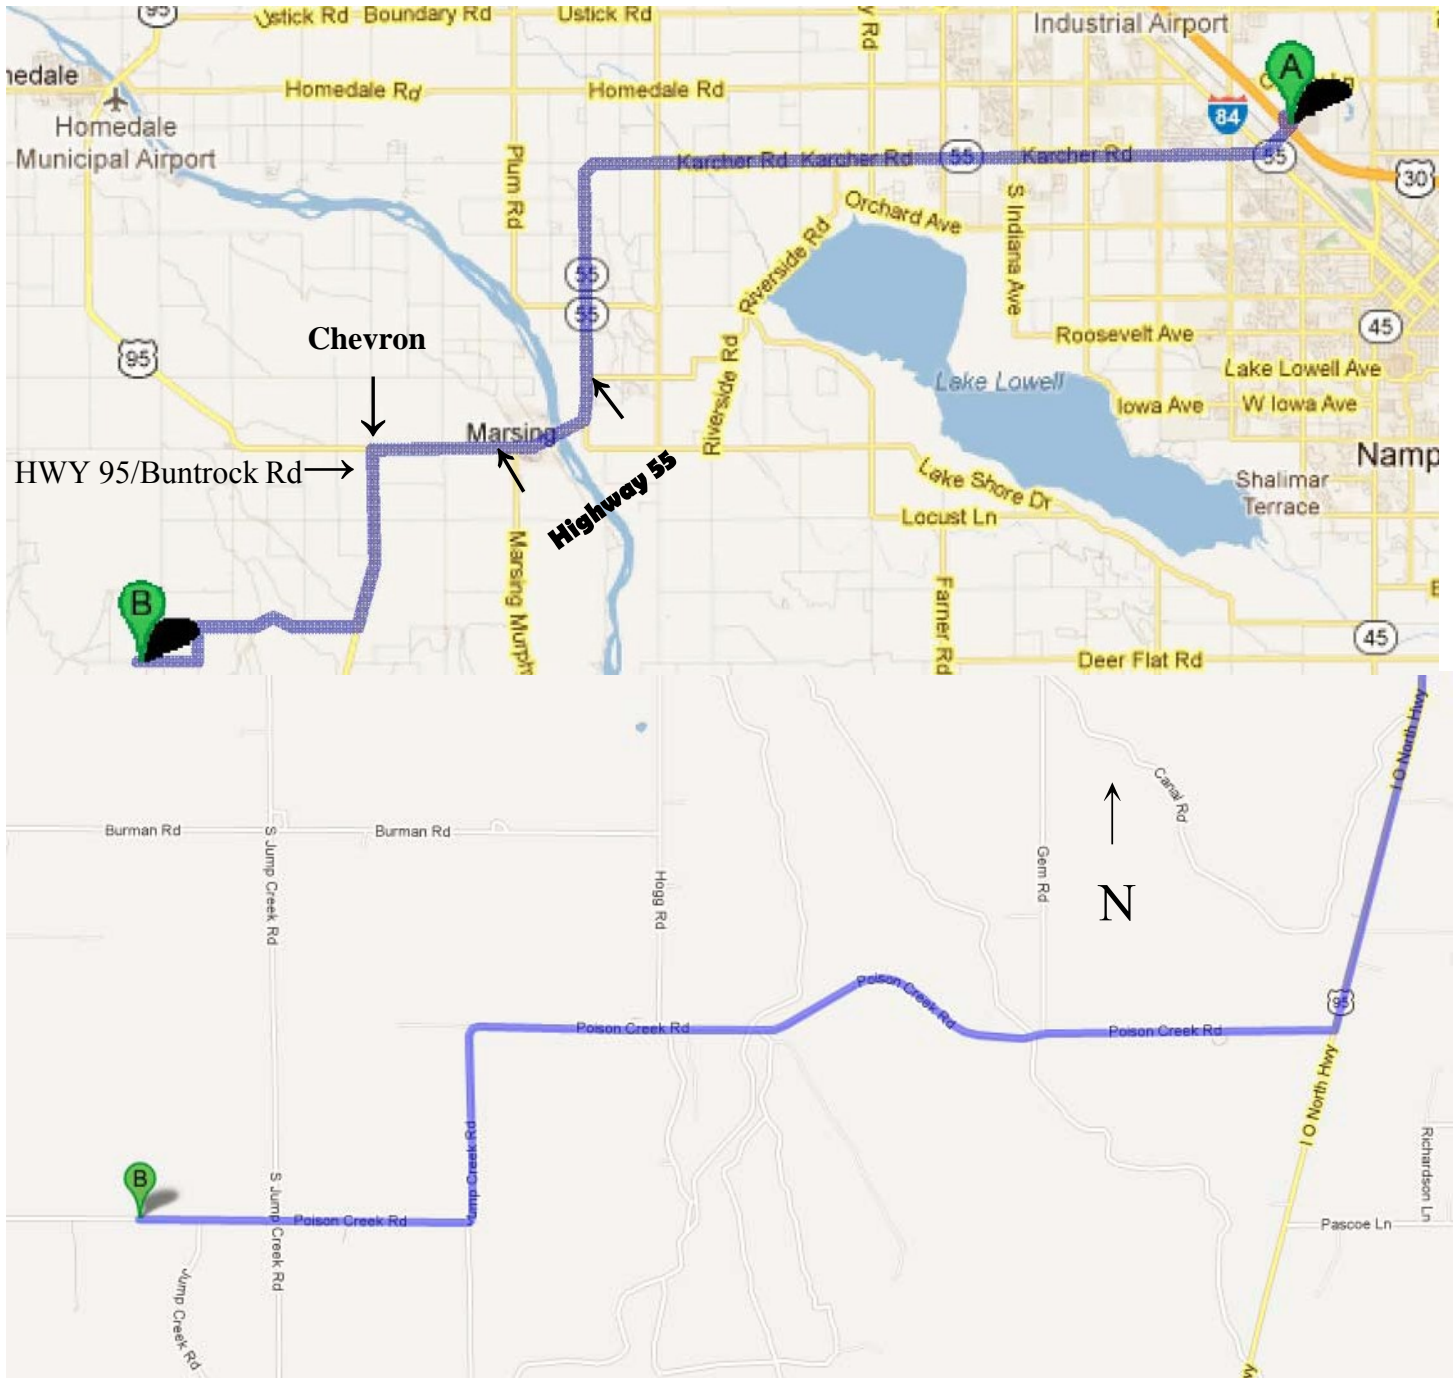 95
Ustick Rd
Boundary Rd
Ustick Rd
y Rd
Industrial Airport
nedale
Homedale Rd
Homedale Rd
A
Homedale
Municipal Airport
84
Plum Rd
Karcher Rd
Karcher Rd
55
Karcher Rd
55
30
Orchard Ave
S Indiana Ave
Riverside Rd
55
55
95
Chevron
Roosevelt Ave
45
Riverside Rd
Lake Lowell
Lake Lowell Ave
Iowa Ave
W Iowa Ave
Marsing
HWY 95/Buntrock Rd
Highway 55
Lake Shore Dr
Namp
Shalimar
Terrace
Locust Ln
Marsing Murph
Farner Rd
B
45
Deer Flat Rd
I O North Hwy
Canal Rd
Burman Rd
S Jump Creek Rd
Burman Rd
Hogg Rd
Gem Rd
N
Poison Creek Rd
95
Poison Creek Rd
Poison Creek Rd
I O North Hwy
Jump Creek Rd
Richardson Ln
B
S Jump Creek Rd
Poison Creek Rd
Pascoe Ln
Jump Creek Rd
wy